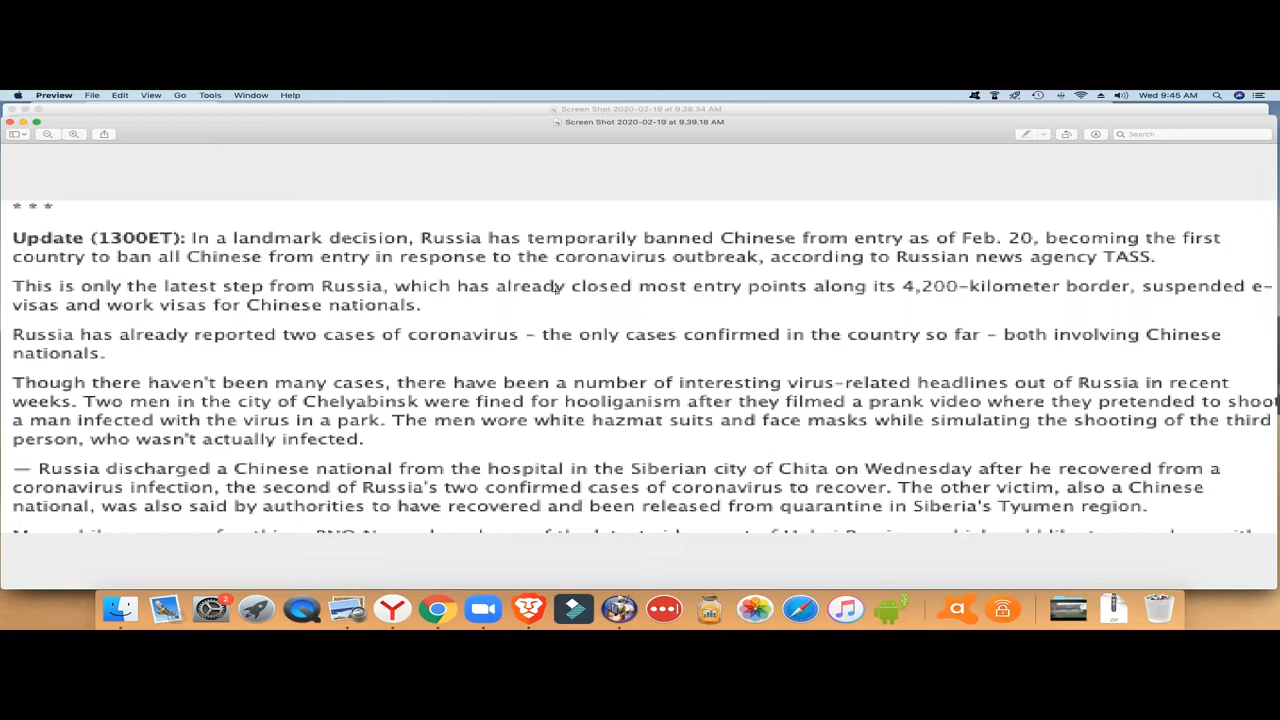 Preview File Edit View Go Tools Window Help Wed 9:45 AM
Screen Shot 2020-02-19 at 9.38.34 AM
Screen Shot 2020-02-19 at 9.39.18 AM
Search
* * *
Update (1300ET): In a landmark decision, Russia has temporarily banned Chinese from entry as of Feb. 20, becoming the first
country to ban all Chinese from entry in response to the coronavirus outbreak, according to Russian news agency TASS.
This is only the latest step from Russia, which has already closed most entry points along its 4,200-kilometer border, suspended e-
visas and work visas for Chinese nationals.
Russia has already reported two cases of coronavirus - the only cases confirmed in the country so far - both involving Chinese
nationals.
Though there haven't been many cases, there have been a number of interesting virus-related headlines out of Russia in recent
weeks. Two men in the city of Chelyabinsk were fined for hooliganism after they filmed a prank video where they pretended to shoot
a man infected with the virus in a park. The men wore white hazmat suits and face masks while simulating the shooting of the third
person, who wasn't actually infected.
— Russia discharged a Chinese national from the hospital in the Siberian city of Chita on Wednesday after he recovered from a
coronavirus infection, the second of Russia's two confirmed cases of coronavirus to recover. The other victim, also a Chinese
national, was also said by authorities to have recovered and been released from quarantine in Siberia's Tyumen region.
2